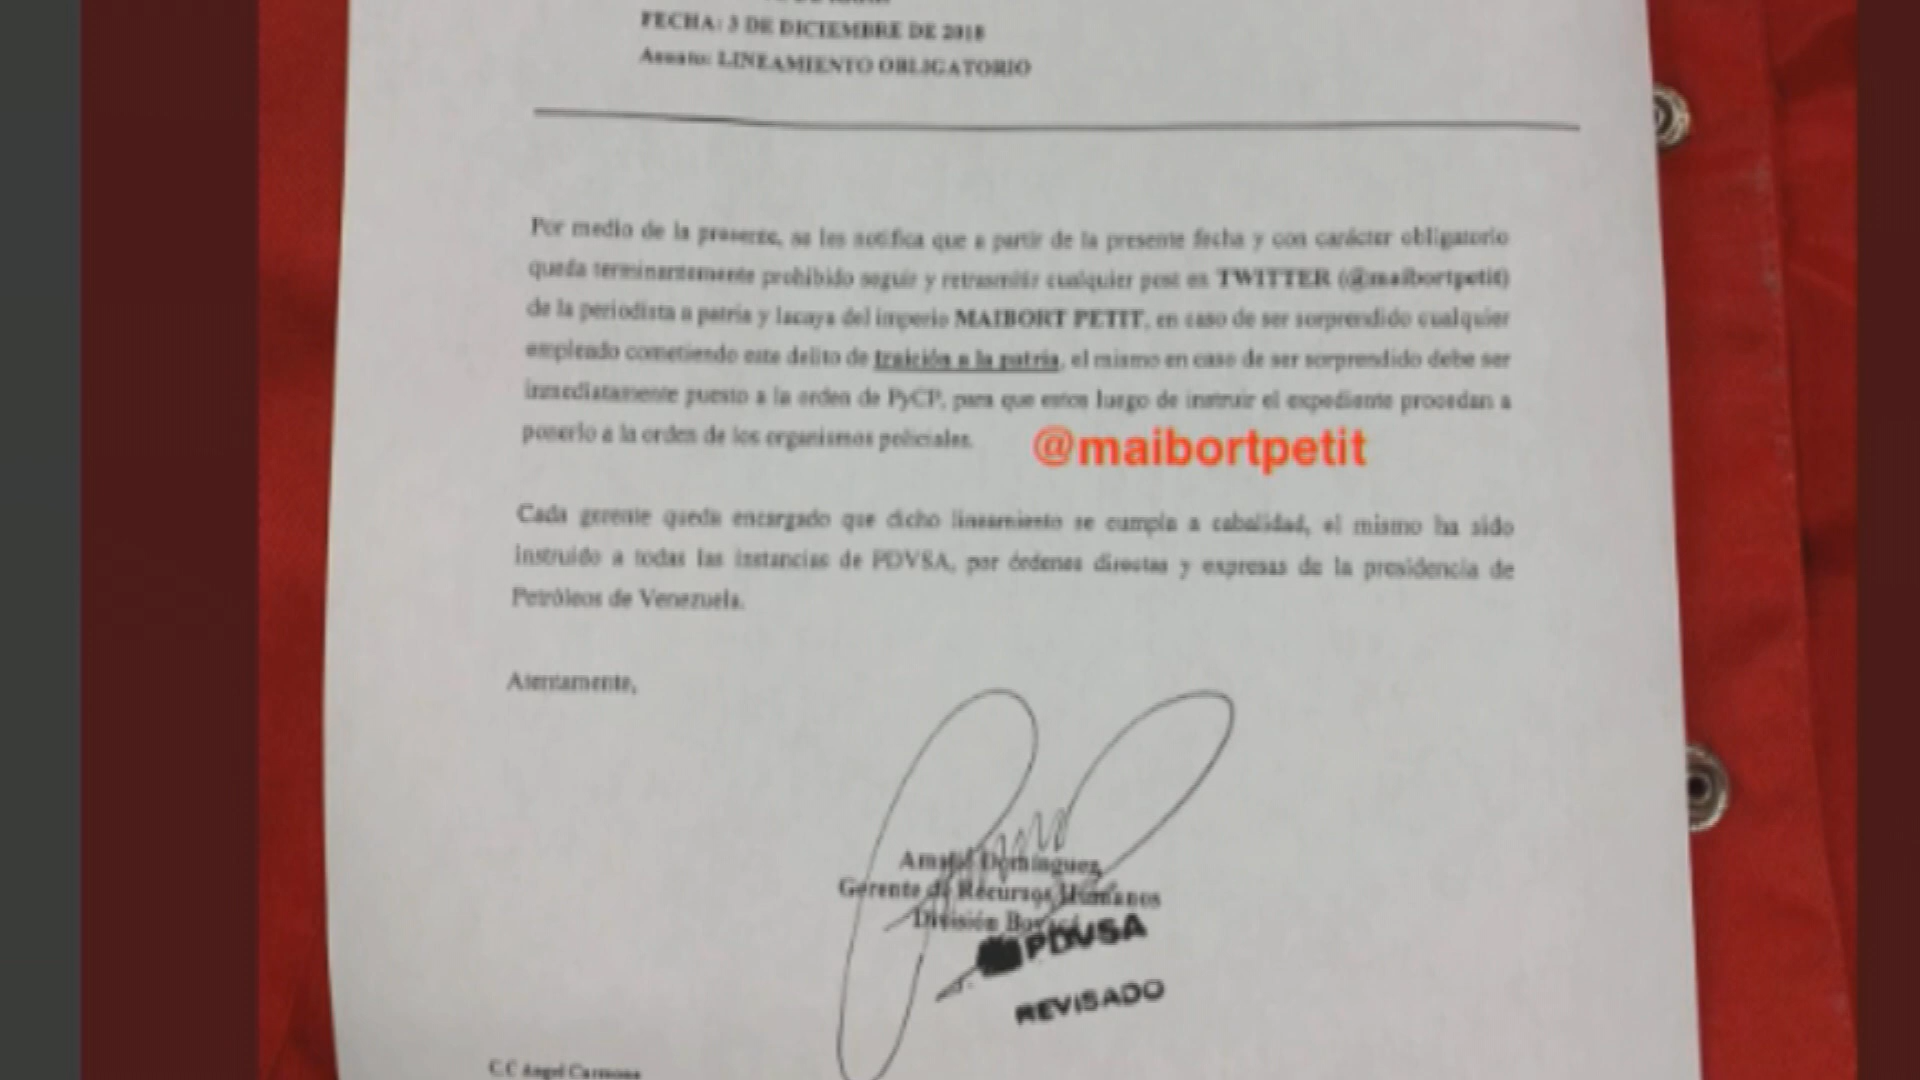 FECHA: 3 DE DICIEMBRE DE 2018
Asunto: LINEAMIENTO OBLIGATORIO
Por medio de la presente, se les notifica que a partir de la presente fecha y con carácter obligatorio
queda terminantemente prohibido seguir y retrasmitir cualquier post en TWITTER (@maibortpetit)
de la periodista a patria y lacaya del imperio MAIBORT PETIT, en caso de ser sorprendido cualquier
empleado cometiendo este delito de traición a la patria, el mismo en caso de ser sorprendido debe ser
inmediatamente puesto a la orden de PyCP, para que estos luego de instruir el expediente procedan a
ponerlo a la orden de los organismos policiales.
@maibortpetit
Cada gerente queda encargado que dicho lineamiento se cumpla a cabalidad, el mismo ha sido
instruido a todas las instancias de PDVSA, por órdenes directas y expresas de la presidencia de
Petróleos de Venezuela.
Atentamente,
Domínguez
Gerente de Recursos Humanos
División
PDVSA
REVISADO
C.C Angel Carmona